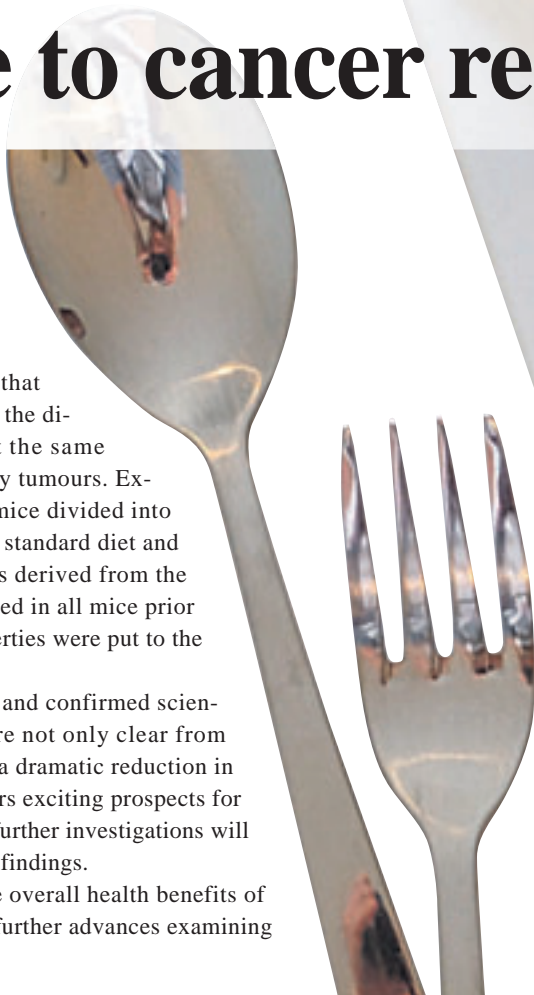 e to cancer re
that
the di-
t the same
y tumours. Ex-
mice divided into
standard diet and
s derived from the
ed in all mice prior
erties were put to the
and confirmed scien-
re not only clear from
a dramatic reduction in
rs exciting prospects for
further investigations will
findings.
e overall health benefits of
further advances examining